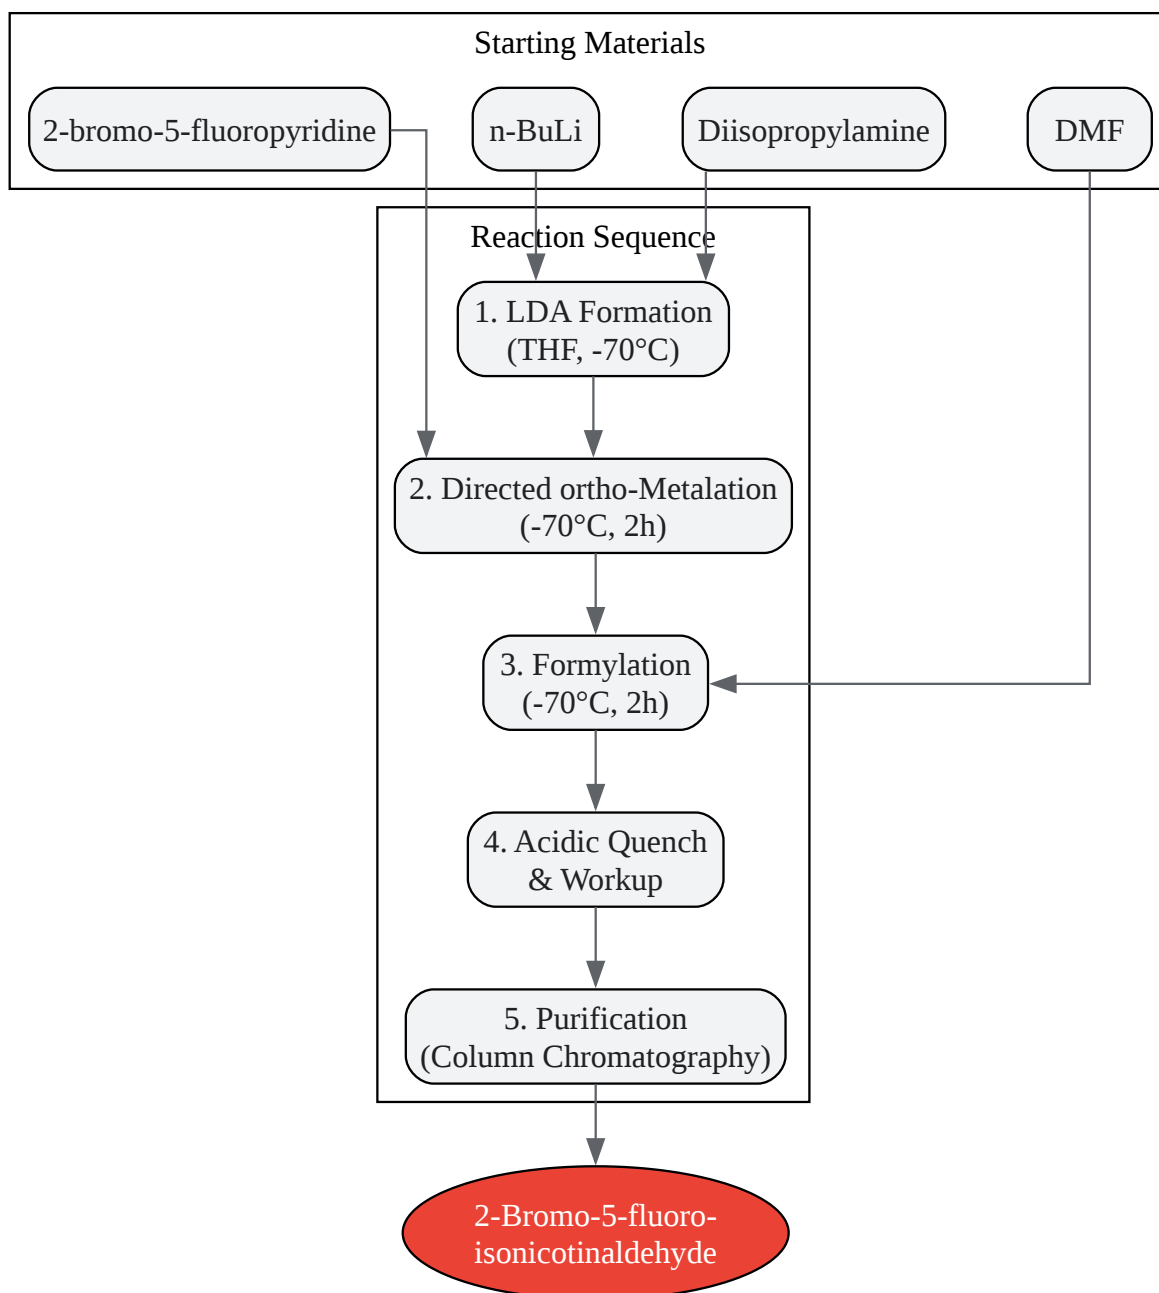 Starting Materials
2-bromo-5-fluoropyridine
n-BuLi
Diisopropylamine
DMF
Reaction Sequence
1. LDA Formation
(THF, -70°C)
2. Directed ortho-Metalation
(-70°C, 2h)
3. Formylation
(-70°C, 2h)
4. Acidic Quench
& Workup
5. Purification
(Column Chromatography)
2-Bromo-5-fluoro-
isonicotinaldehyde